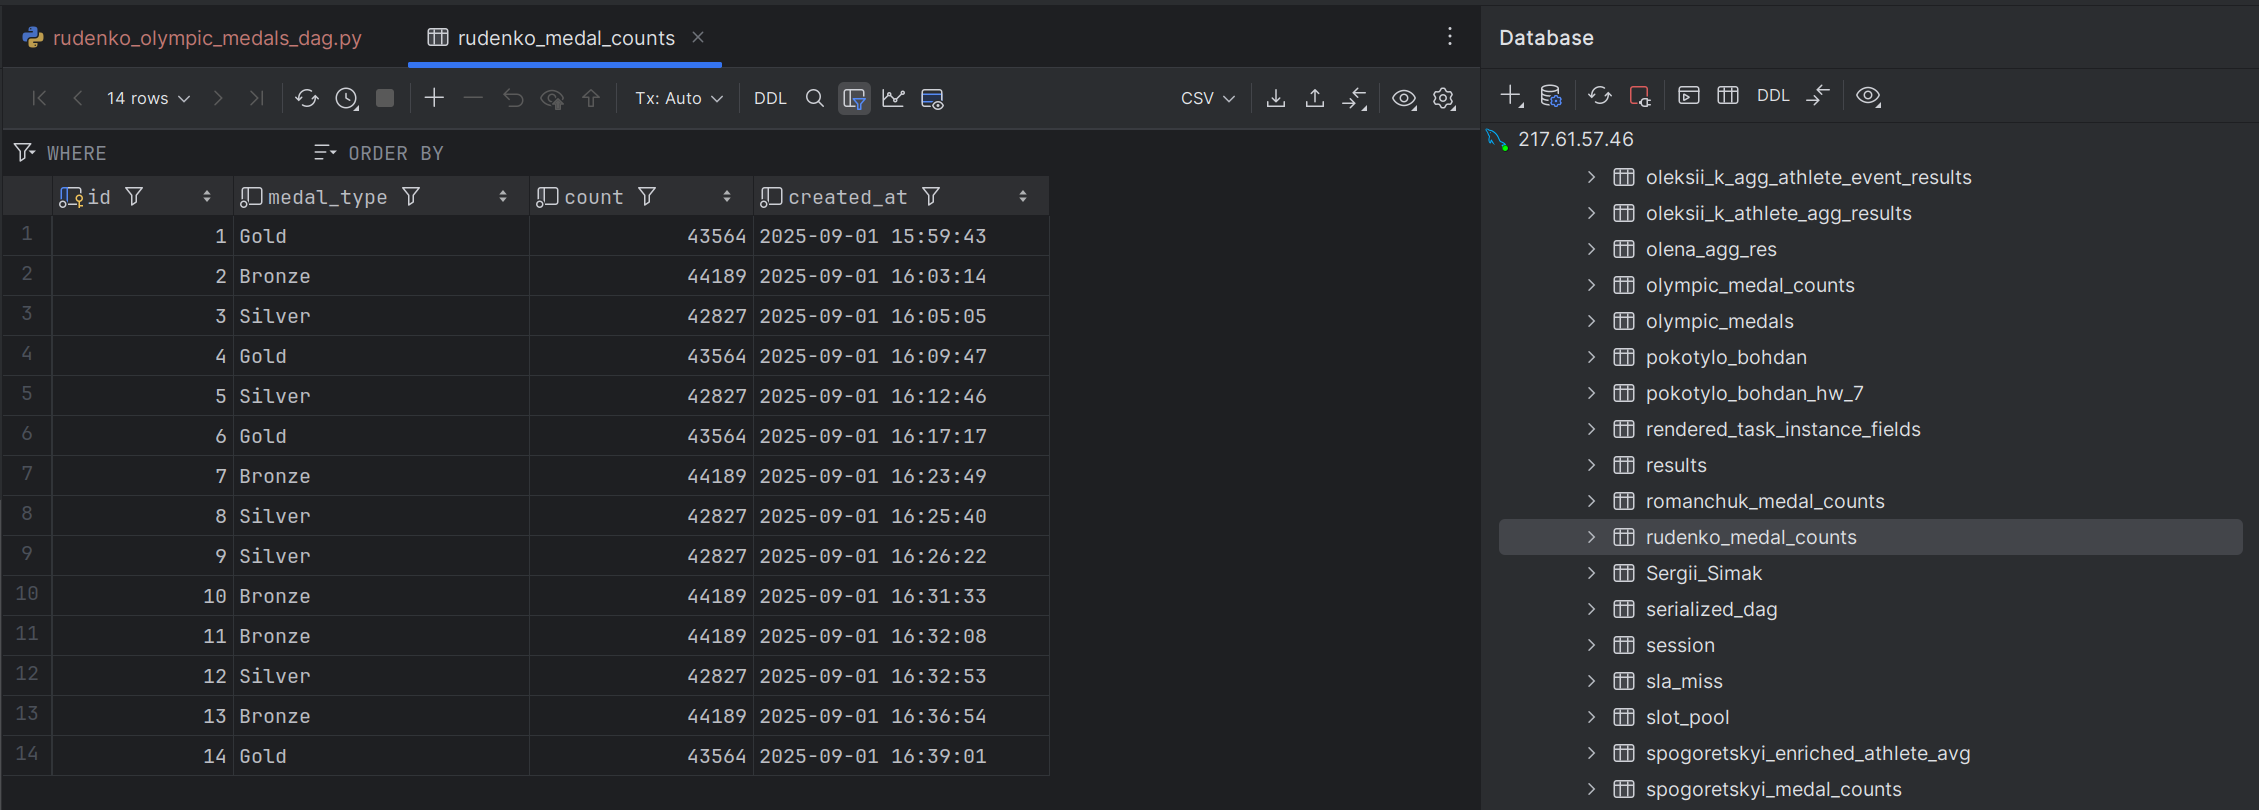 rudenko_olympic_medals_dag.py
rudenko_medal_counts
14 rows
Tx: Auto
DDL
CSV
WHERE
ORDER BY
id medal_type count created_at
1 1 Gold 43564 2025-09-01 15:59:43
2 2 Bronze 44189 2025-09-01 16:03:14
3 3 Silver 42827 2025-09-01 16:05:05
4 4 Gold 43564 2025-09-01 16:09:47
5 5 Silver 42827 2025-09-01 16:12:46
6 6 Gold 43564 2025-09-01 16:17:17
7 7 Bronze 44189 2025-09-01 16:23:49
8 8 Silver 42827 2025-09-01 16:25:40
9 9 Silver 42827 2025-09-01 16:26:22
10 10 Bronze 44189 2025-09-01 16:31:33
11 11 Bronze 44189 2025-09-01 16:32:08
12 12 Silver 42827 2025-09-01 16:32:53
13 13 Bronze 44189 2025-09-01 16:36:54
14 14 Gold 43564 2025-09-01 16:39:01
Database
DDL
217.61.57.46
oleksii_k_agg_athlete_event_results
oleksii_k_athlete_agg_results
olena_agg_res
olympic_medal_counts
olympic_medals
pokotylo_bohdan
pokotylo_bohdan_hw_7
rendered_task_instance_fields
results
romanchuk_medal_counts
rudenko_medal_counts
Sergii_Simak
serialized_dag
session
sla_miss
slot_pool
spogoretskyi_enriched_athlete_avg
spogoretskyi_medal_counts